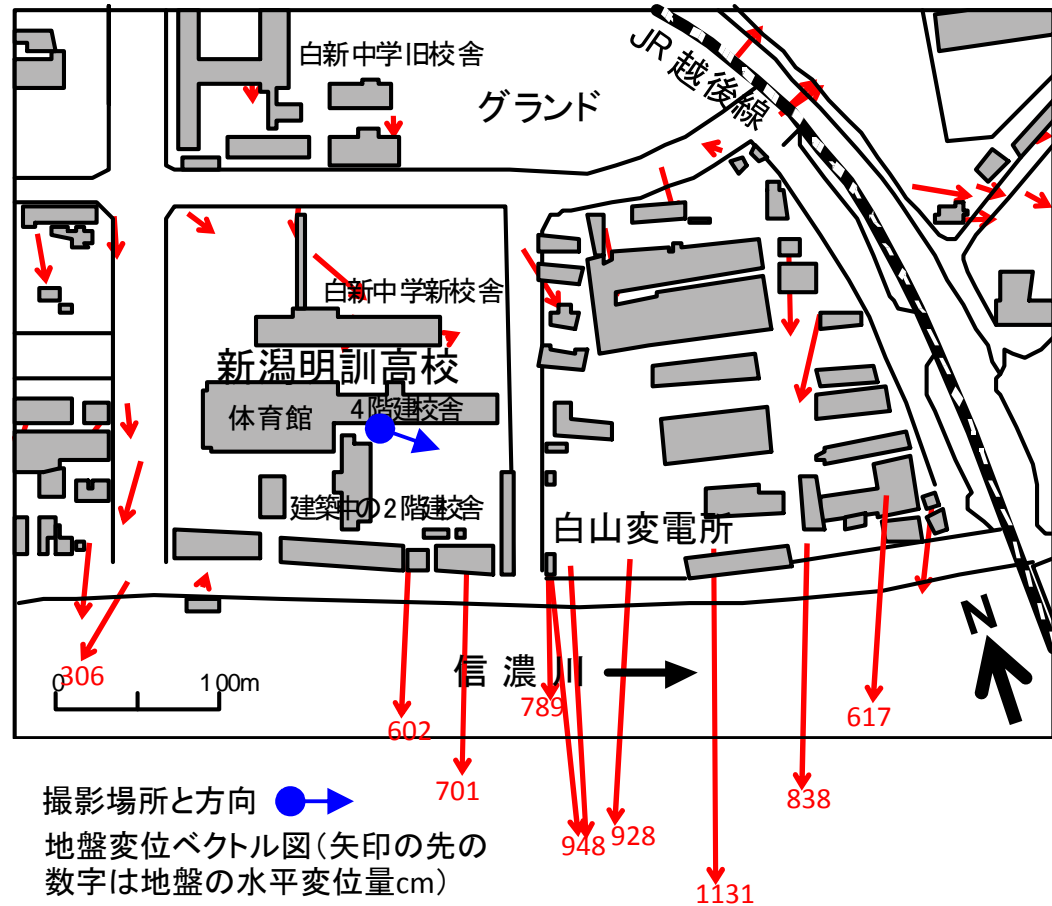 白新中学旧校舎
グランド
JR越後線
白新中学新校舎
新潟明訓高校
体育館
4階建校舎
建築中の2階建校舎
白山変電所
306
0
100m
信濃川
N
602
701
789
948
928
1131
838
617
撮影場所と方向
地盤変位ベクトル図(矢印の先の
数字は地盤の水平変位量cm)